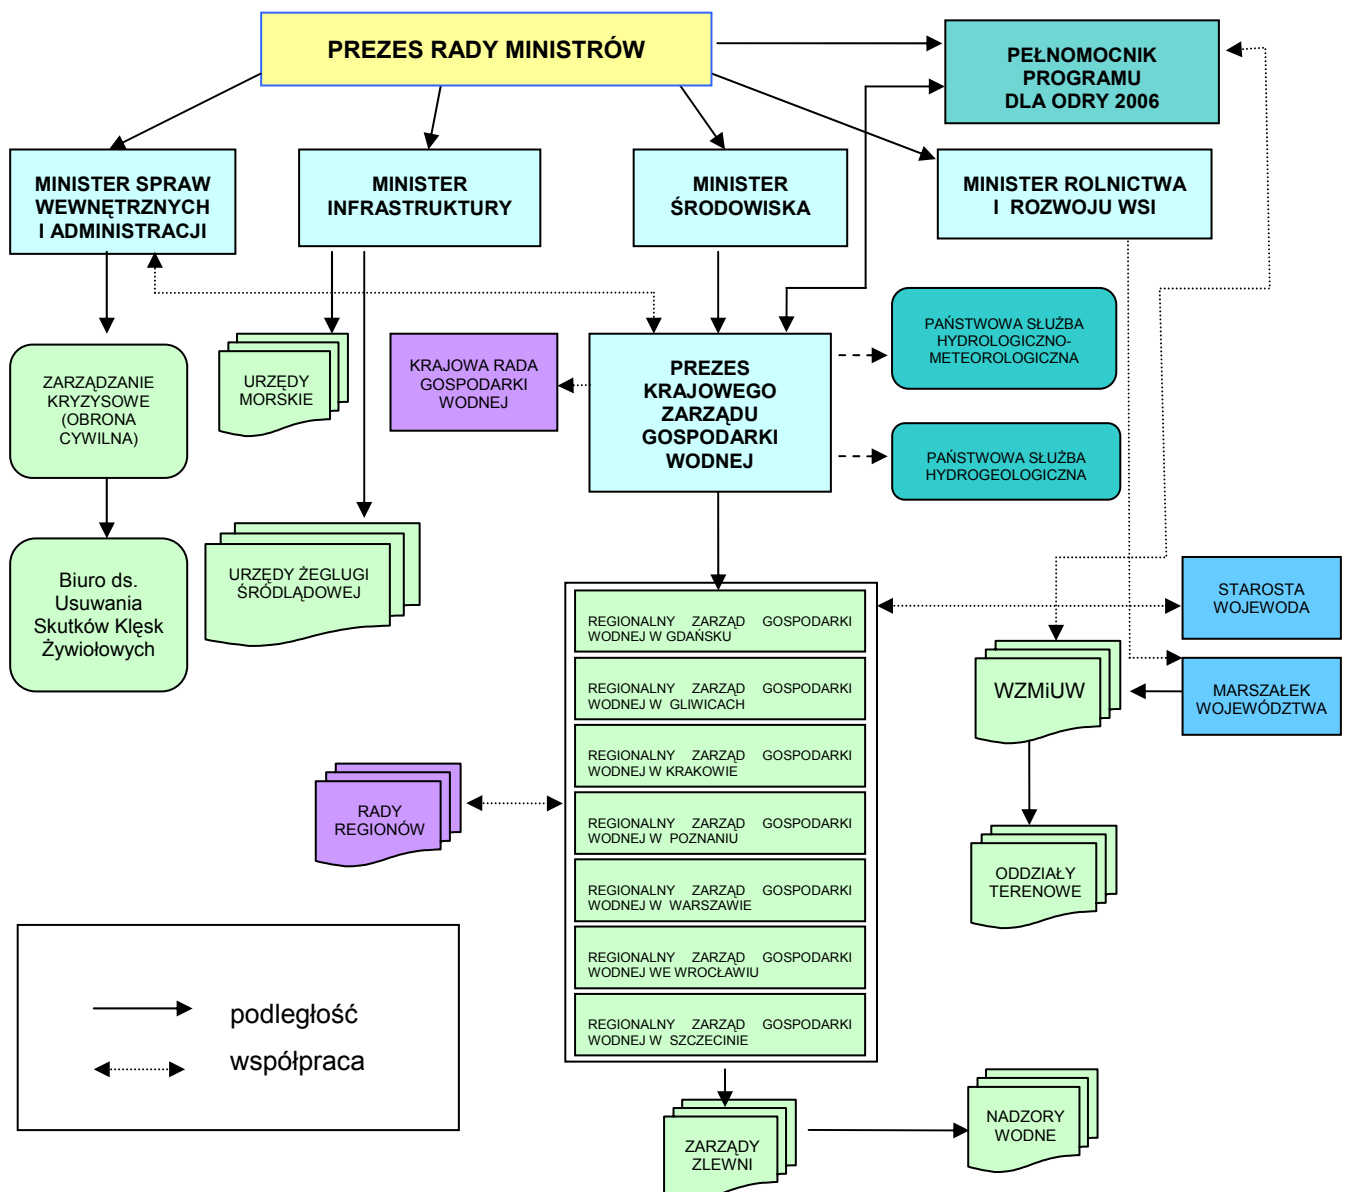 PREZES RADY MINISTRÓW
PEŁNOMOCNIK
PROGRAMU
DLA ODRY 2006
MINISTER SPRAW
WEWNĘTRZNYCH
I ADMINISTRACJI
MINISTER
INFRASTRUKTURY
MINISTER
ŚRODOWISKA
MINISTER ROLNICTWA
I ROZWOJU WSI
ZARZĄDZANIE
KRYZYSOWE
(OBRONA
CYWILNA)
URZĘDY
MORSKIE
KRAJOWA RADA
GOSPODARKI
WODNEJ
PREZES
KRAJOWEGO
ZARZĄDU
GOSPODARKI
WODNEJ
PAŃSTWOWA SŁUŻBA
HYDROLOGICZNO-
METEOROLOGICZNA
PAŃSTWOWA SŁUŻBA
HYDROGEOLOGICZNA
Biuro ds.
Usuwania
Skutków Klęsk
Żywiołowych
URZĘDY ŻEGLUGI
ŚRÓDLĄDOWEJ
REGIONALNY ZARZĄD GOSPODARKI
WODNEJ W GDAŃSKU
REGIONALNY ZARZĄD GOSPODARKI
WODNEJ W GLIWICACH
REGIONALNY ZARZĄD GOSPODARKI
WODNEJ W KRAKOWIE
REGIONALNY ZARZĄD GOSPODARKI
WODNEJ W POZNANIU
REGIONALNY ZARZĄD GOSPODARKI
WODNEJ W WARSZAWIE
REGIONALNY ZARZĄD GOSPODARKI
WODNEJ WE WROCŁAWIU
REGIONALNY ZARZĄD GOSPODARKI
WODNEJ W SZCZECINIE
STAROSTA
WOJEWODA
WZMiUW
MARSZAŁEK
WOJEWÓDZTWA
RADY
REGIONÓW
ODDZIAŁY
TERENOWE
podległość
współpraca
ZARZĄDY
ZLEWNI
NADZORY
WODNE